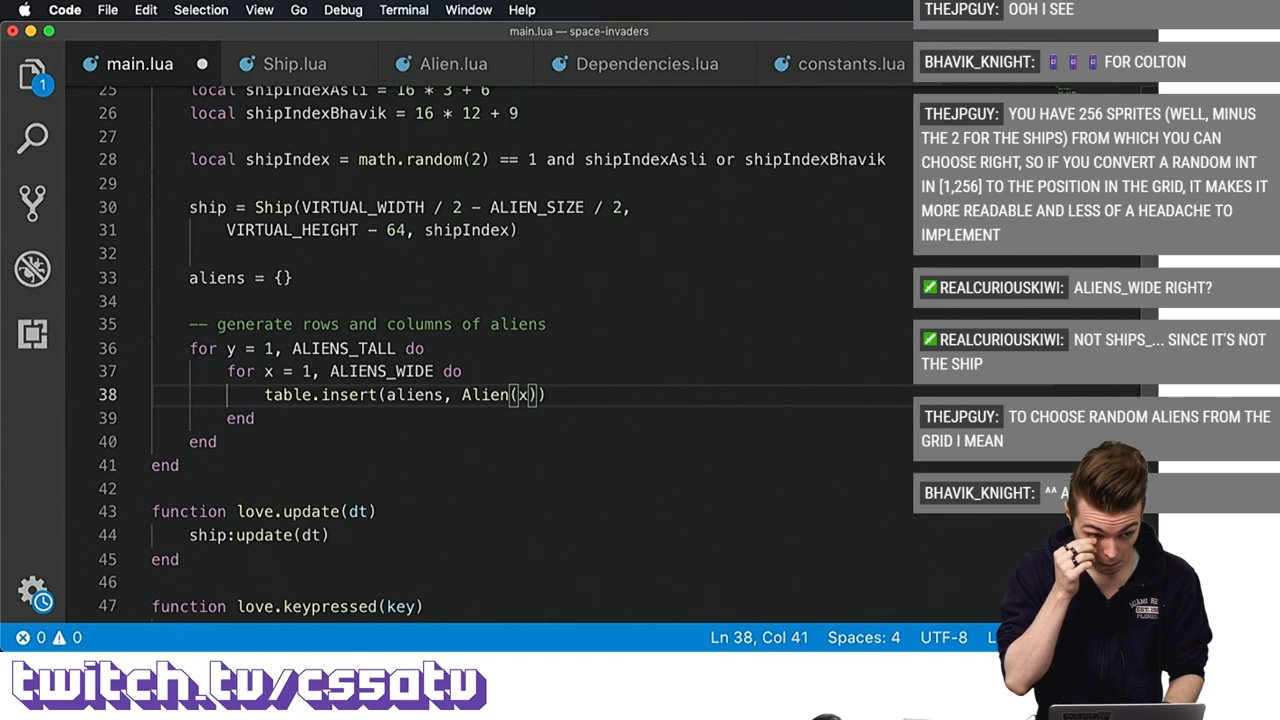 Code File Edit Selection View Go Debug Terminal Window Help
main.lua — space-invaders
main.lua Ship.lua Alien.lua Dependencies.lua constants.lua
1
25 local shipIndexAsli = 16 * 3 + 6
26 local shipIndexBhavik = 16 * 12 + 9
27
28 local shipIndex = math.random(2) == 1 and shipIndexAsli or shipIndexBhavik
29
30 ship = Ship(VIRTUAL_WIDTH / 2 - ALIEN_SIZE / 2,
31 VIRTUAL_HEIGHT - 64, shipIndex)
32
33 aliens = {}
34
35 -- generate rows and columns of aliens
36 for y = 1, ALIENS_TALL do
37 for x = 1, ALIENS_WIDE do
38 table.insert(aliens, Alien(x))
39 end
40 end
41 end
42
43 function love.update(dt)
44 ship:update(dt)
45 end
46
47 function love.keypressed(key)
0 0 Ln 38, Col 41 Spaces: 4 UTF-8
THEJPGUY: OOH I SEE
BHAVIK_KNIGHT: FOR COLTON
THEJPGUY: YOU HAVE 256 SPRITES (WELL, MINUS
THE 2 FOR THE SHIPS) FROM WHICH YOU CAN
CHOOSE RIGHT, SO IF YOU CONVERT A RANDOM INT
IN [1,256] TO THE POSITION IN THE GRID, IT MAKES IT
MORE READABLE AND LESS OF A HEADACHE TO
IMPLEMENT
REALCURIOUSKIWI: ALIENS_WIDE RIGHT?
REALCURIOUSKIWI: NOT SHIPS_... SINCE IT'S NOT
THE SHIP
THEJPGUY: TO CHOOSE RANDOM ALIENS FROM THE
GRID I MEAN
BHAVIK_KNIGHT: ^^
MIAMI
FLORIDA
twitch.tv/cs50tv